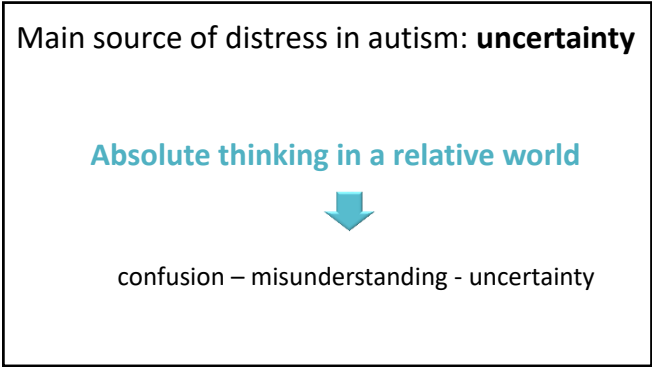 Main source of distress in autism: uncertainty
Absolute thinking in a relative world
confusion – misunderstanding - uncertainty